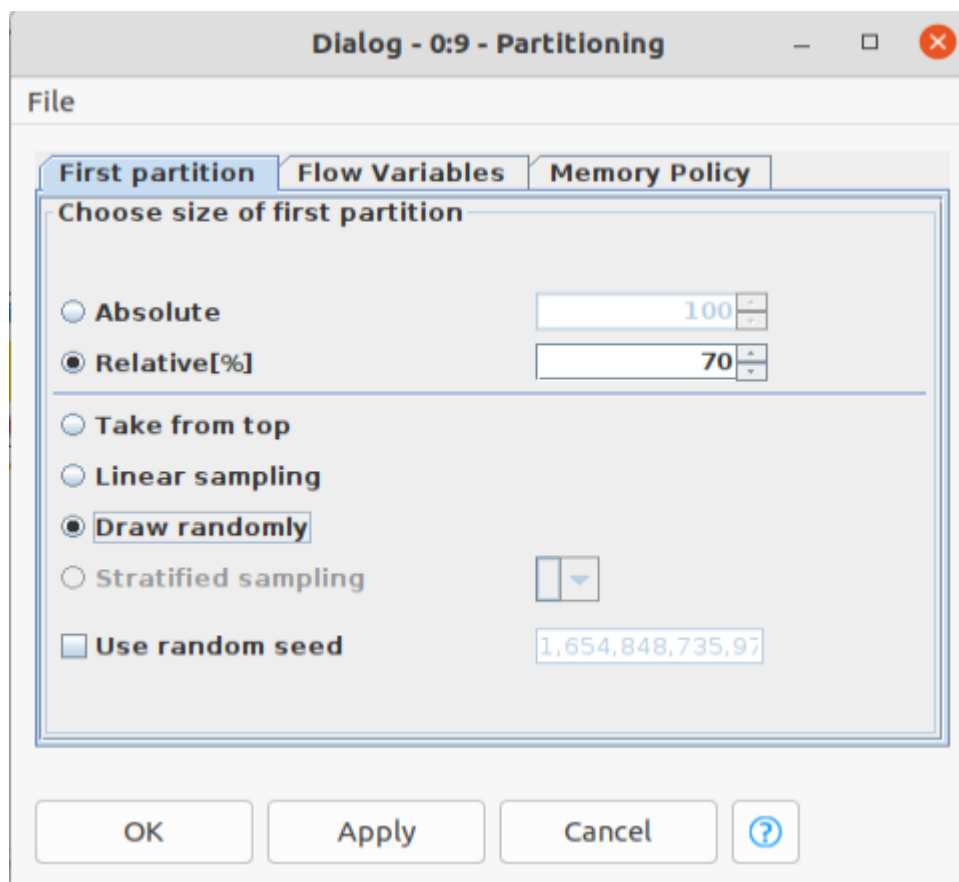 Dialog - 0:9 - Partitioning
File
First partition Flow Variables Memory Policy
Choose size of first partition
Absolute 100
Relative[%] 70
Take from top
Linear sampling
Draw randomly
Stratified sampling
Use random seed 1,654,848,735,97
OK Apply Cancel ?